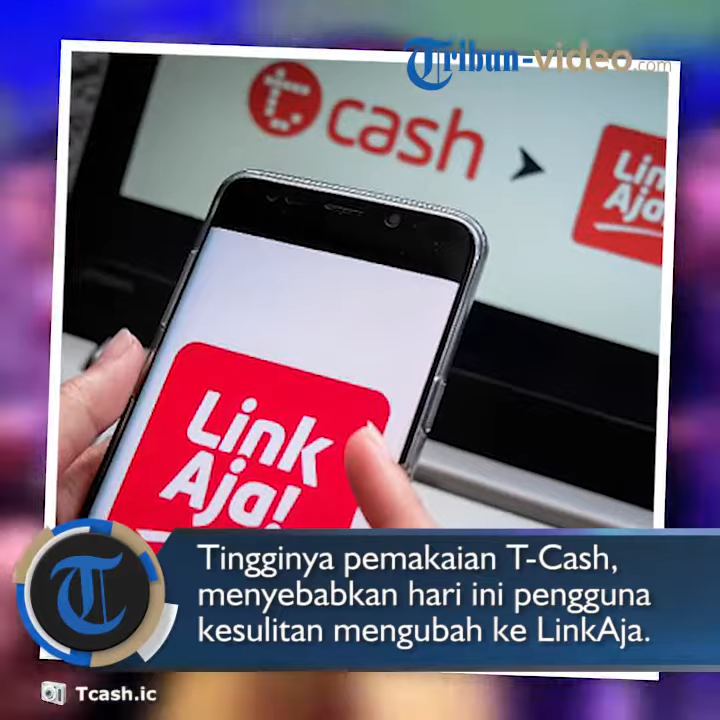 Tribun-video.com
T cash
Link
Aja!
Link
Aja!
Tingginya pemakaian T-Cash,
menyebabkan hari ini pengguna
kesulitan mengubah ke LinkAja.
T
Tcash.ic